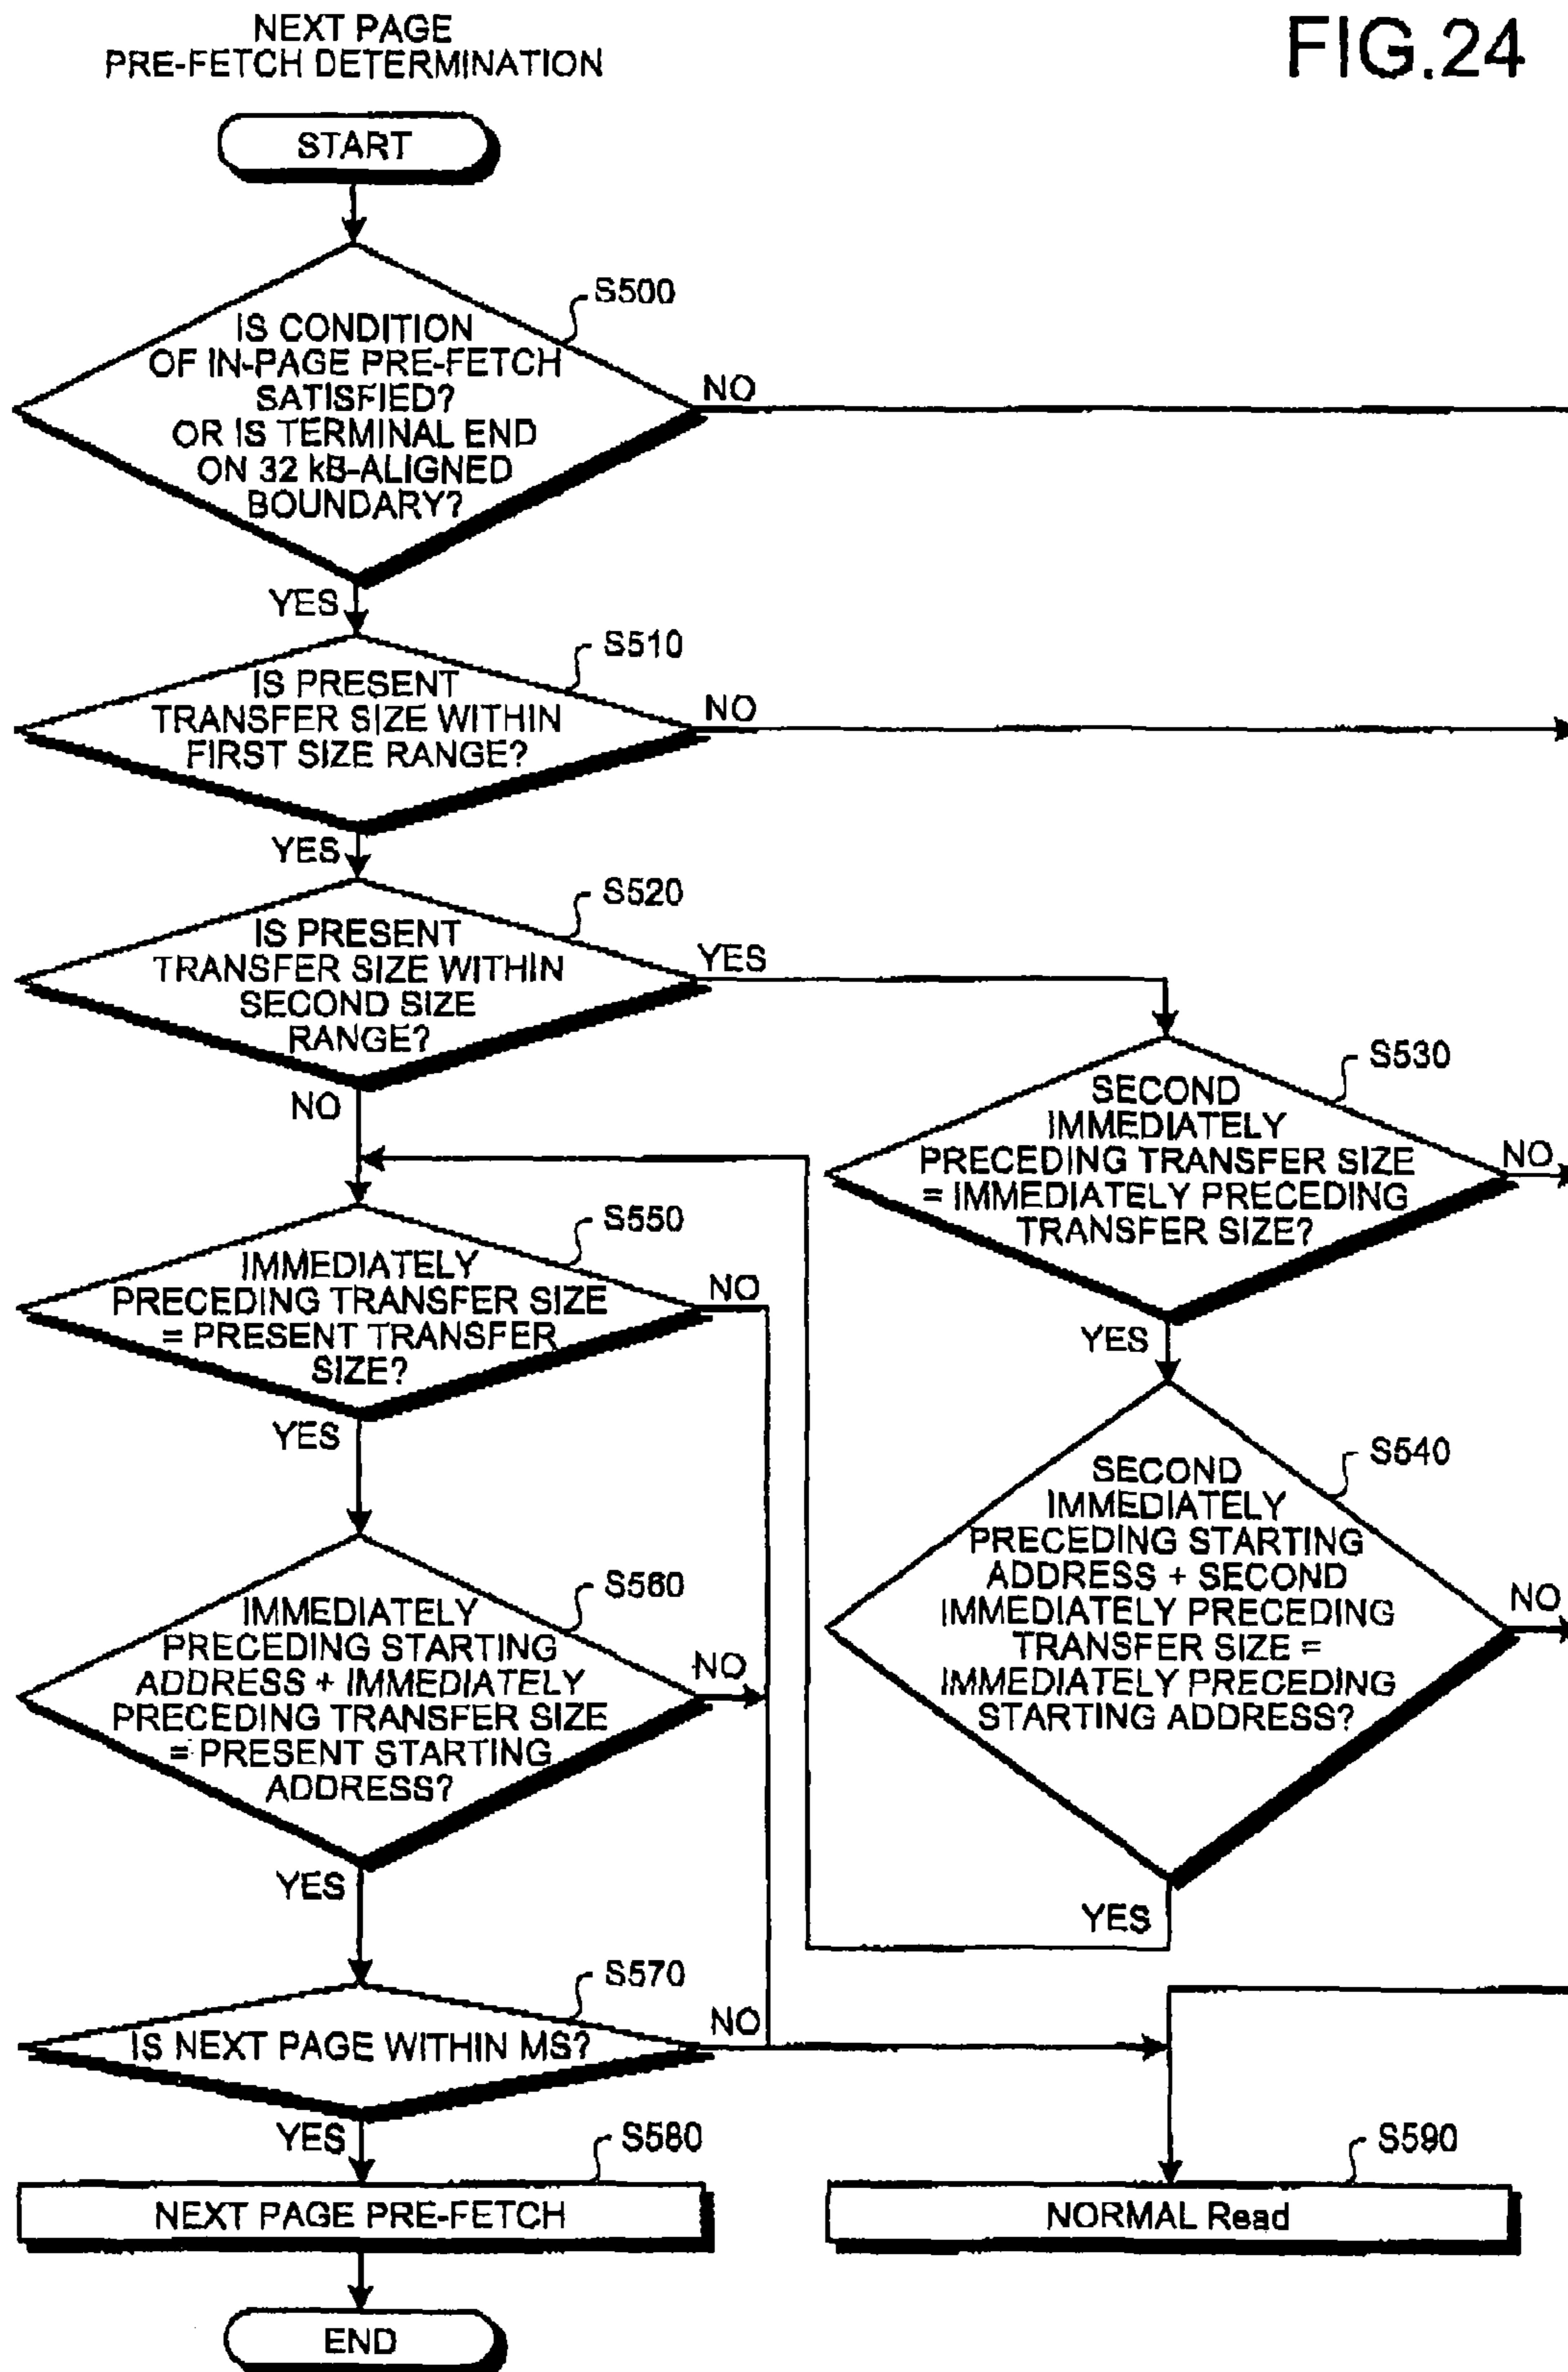 NEXT PAGE
PRE-FETCH DETERMINATION
FIG.24
START
S500
IS CONDITION
OF IN-PAGE PRE-FETCH
SATISFIED?
OR IS TERMINAL END
ON 32 kB-ALIGNED
BOUNDARY?
NO
YES
S510
IS PRESENT
TRANSFER SIZE WITHIN
FIRST SIZE RANGE?
NO
YES
S520
IS PRESENT
TRANSFER SIZE WITHIN
SECOND SIZE
RANGE?
YES
NO
S530
SECOND
IMMEDIATELY
PRECEDING TRANSFER SIZE
= IMMEDIATELY PRECEDING
TRANSFER SIZE?
NO
YES
S550
IMMEDIATELY
PRECEDING TRANSFER SIZE
= PRESENT TRANSFER
SIZE?
NO
YES
S540
SECOND
IMMEDIATELY
PRECEDING STARTING
ADDRESS + SECOND
IMMEDIATELY PRECEDING
TRANSFER SIZE =
IMMEDIATELY PRECEDING
STARTING ADDRESS?
NO
YES
S560
IMMEDIATELY
PRECEDING STARTING
ADDRESS + IMMEDIATELY
PRECEDING TRANSFER SIZE
= PRESENT STARTING
ADDRESS?
NO
YES
S570
IS NEXT PAGE WITHIN MS?
NO
YES
S580
NEXT PAGE PRE-FETCH
S590
NORMAL Read
END